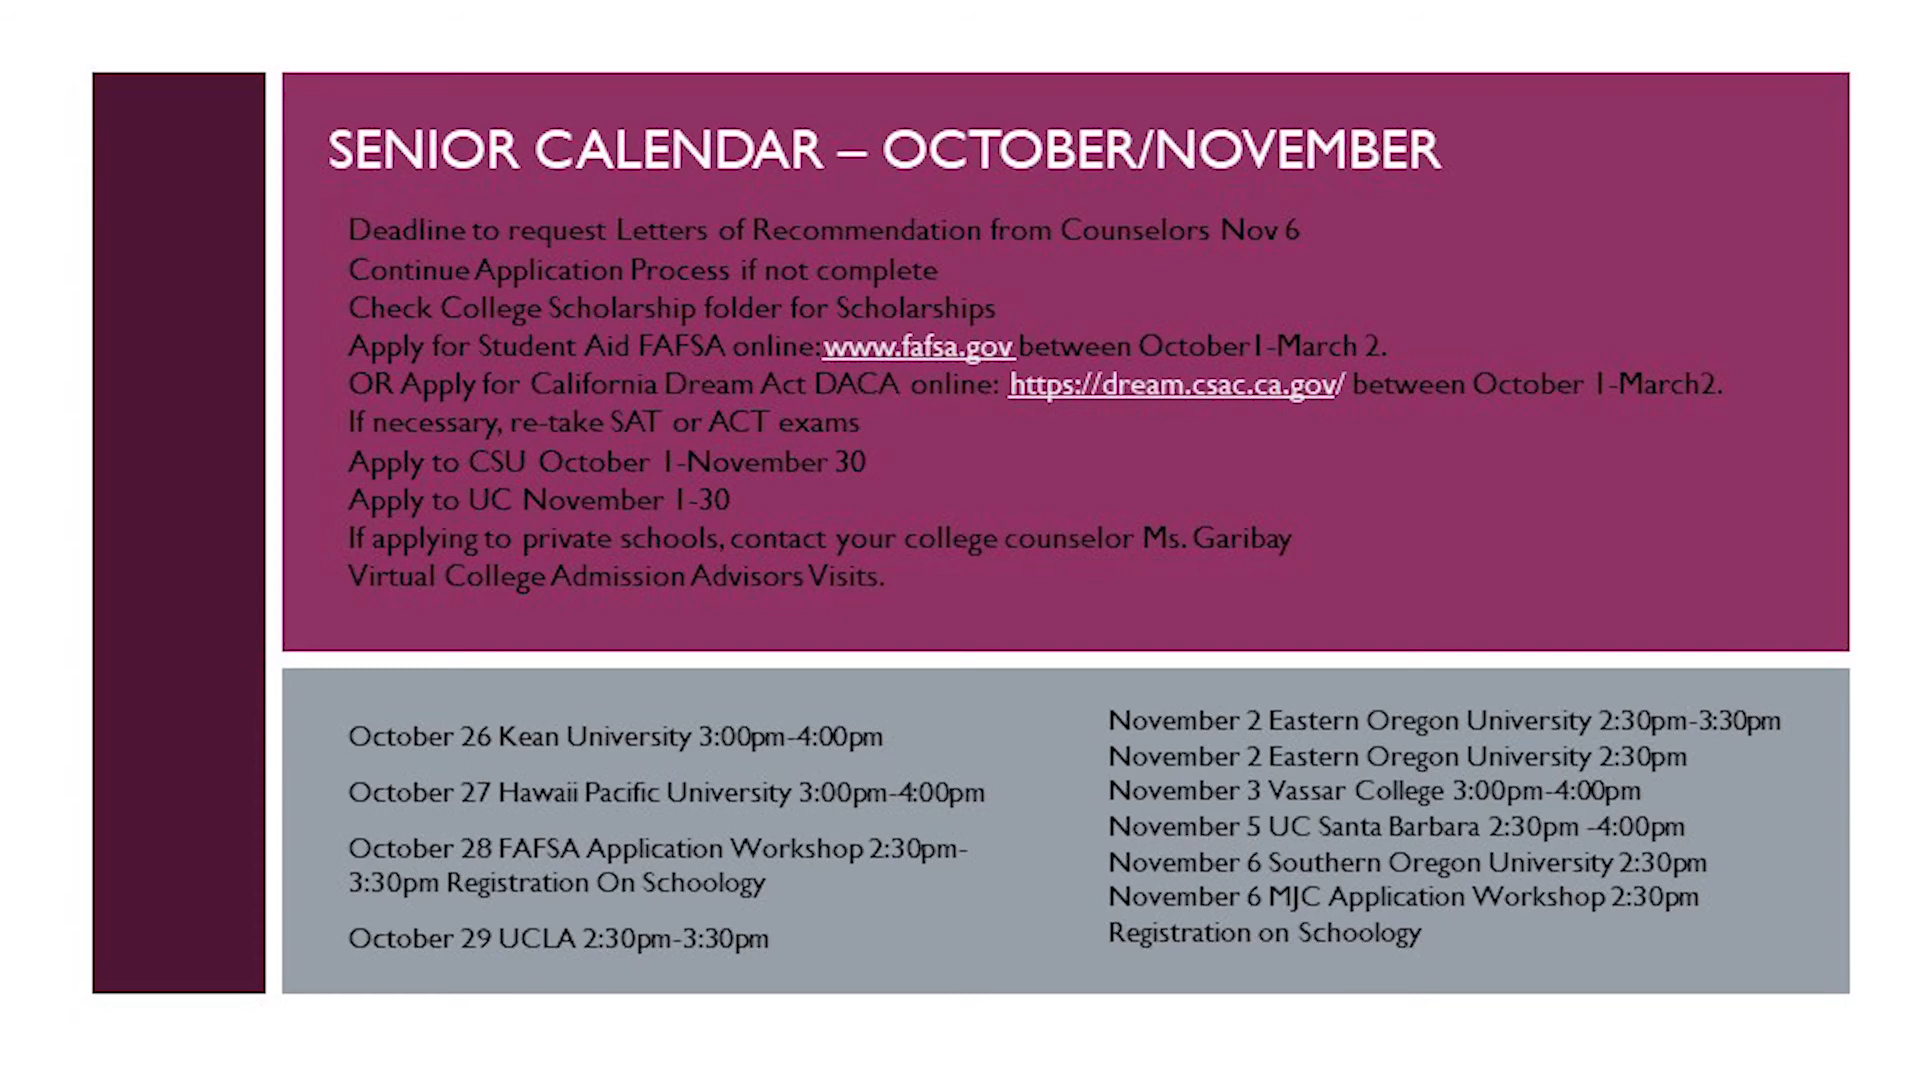 SENIOR CALENDAR – OCTOBER/NOVEMBER
Deadline to request Letters of Recommendation from Counselors Nov 6
Continue Application Process if not complete
Check College Scholarship folder for Scholarships
Apply for Student Aid FAFSA online: www.fafsa.gov between October1-March 2.
OR Apply for California Dream Act DACA online: https://dream.csac.ca.gov/ between October 1-March2.
If necessary, re-take SAT or ACT exams
Apply to CSU October 1-November 30
Apply to UC November 1-30
If applying to private schools, contact your college counselor Ms. Garibay
Virtual College Admission Advisors Visits.
October 26 Kean University 3:00pm-4:00pm
October 27 Hawaii Pacific University 3:00pm-4:00pm
October 28 FAFSA Application Workshop 2:30pm-
3:30pm Registration On Schoology
October 29 UCLA 2:30pm-3:30pm
November 2 Eastern Oregon University 2:30pm-3:30pm
November 2 Eastern Oregon University 2:30pm
November 3 Vassar College 3:00pm-4:00pm
November 5 UC Santa Barbara 2:30pm -4:00pm
November 6 Southern Oregon University 2:30pm
November 6 MJC Application Workshop 2:30pm
Registration on Schoology